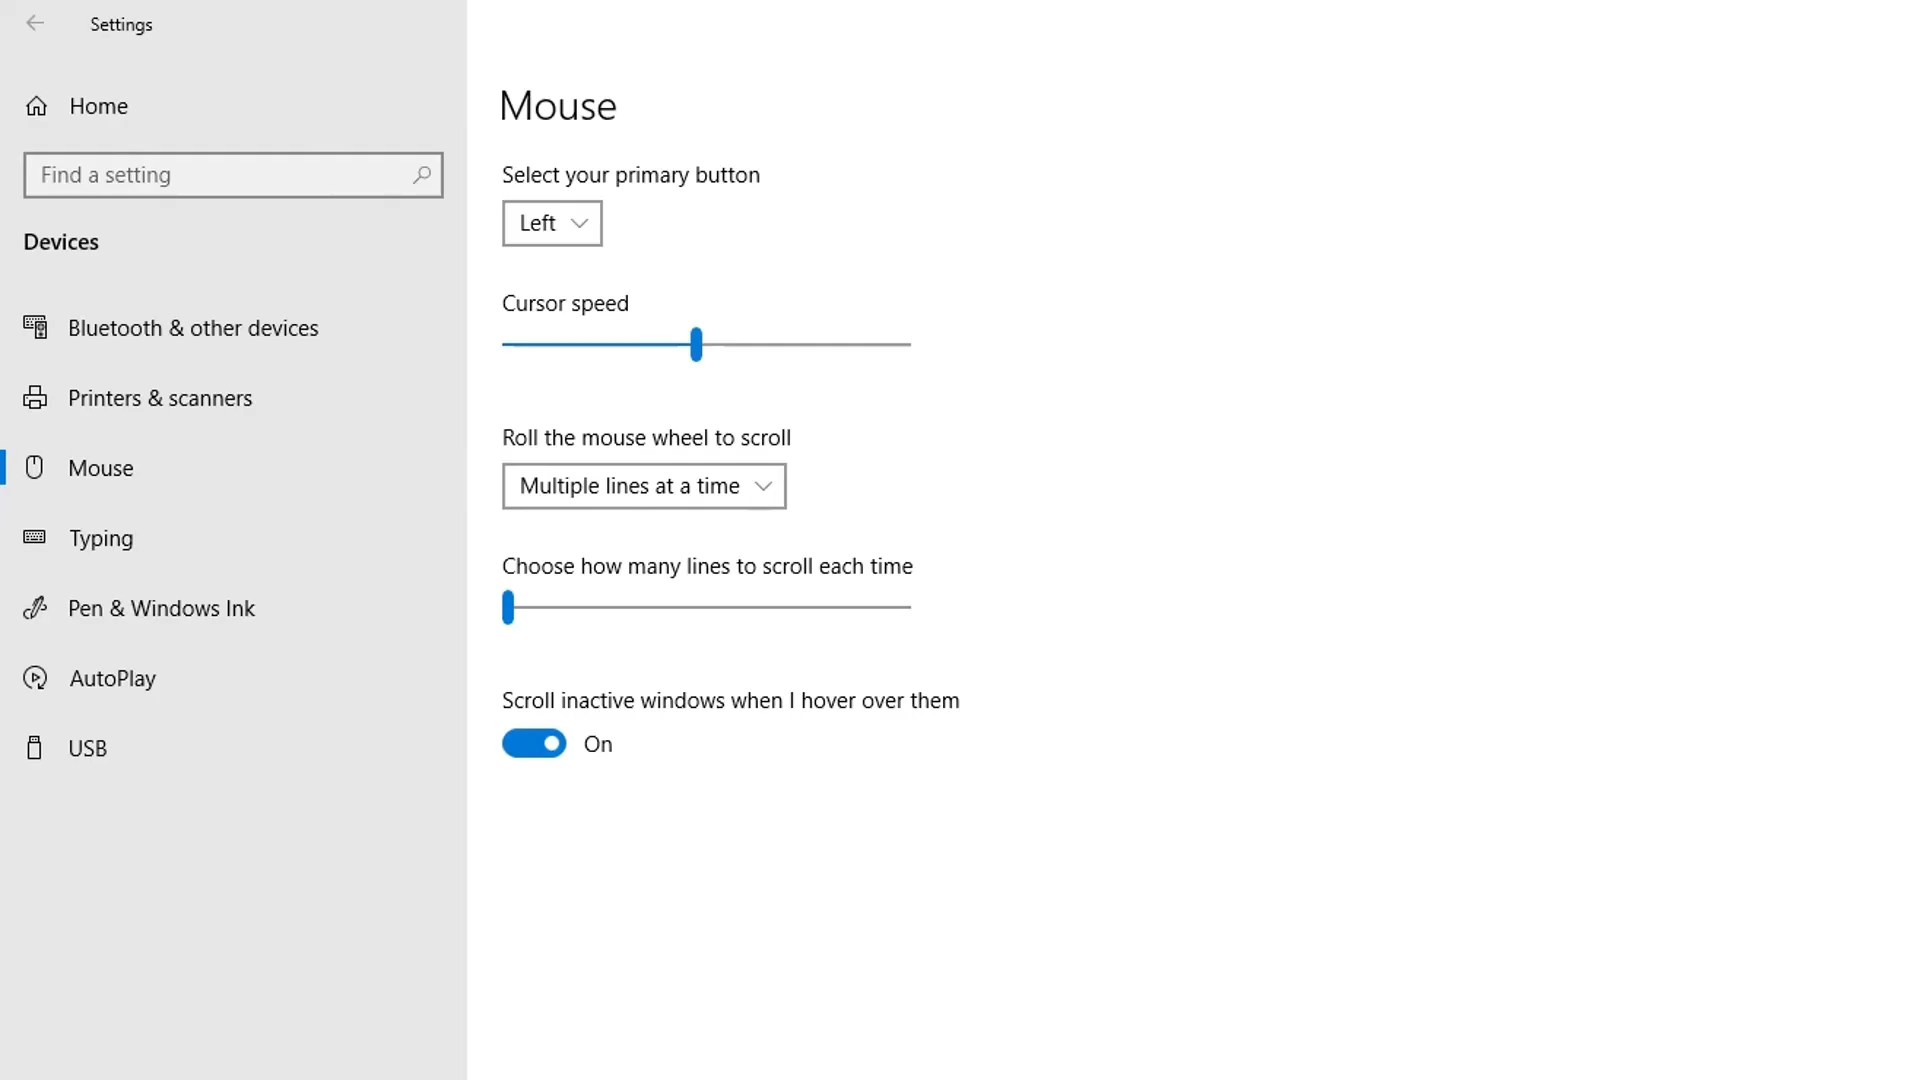 Settings
Home
Find a setting
Devices
Bluetooth & other devices
Printers & scanners
Mouse
Typing
Pen & Windows Ink
AutoPlay
USB
Mouse
Select your primary button
Left
Cursor speed
Roll the mouse wheel to scroll
Multiple lines at a time
Choose how many lines to scroll each time
Scroll inactive windows when I hover over them
On